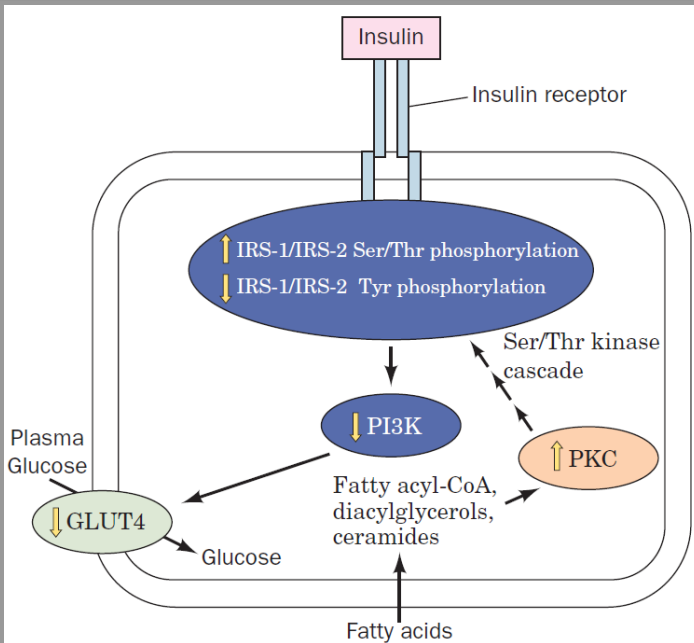 Insulin
Insulin receptor
IRS-1/IRS-2 Ser/Thr phosphorylation
IRS-1/IRS-2 Tyr phosphorylation
Ser/Thr kinase
cascade
PI3K
PKC
Plasma
Glucose
Fatty acyl-CoA,
diacylglycerols,
ceramides
GLUT4
Glucose
Fatty acids